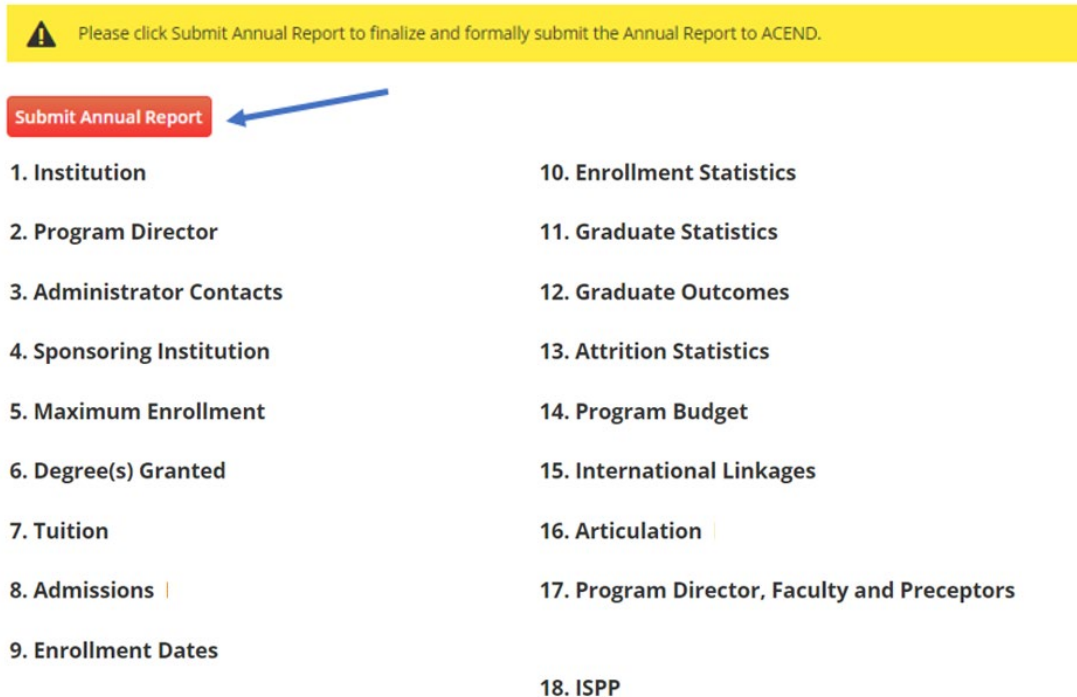 Please click Submit Annual Report to finalize and formally submit the Annual Report to ACEND.
Submit Annual Report
1. Institution
2. Program Director
3. Administrator Contacts
4. Sponsoring Institution
5. Maximum Enrollment
6. Degree(s) Granted
7. Tuition
8. Admissions
9. Enrollment Dates
10. Enrollment Statistics
11. Graduate Statistics
12. Graduate Outcomes
13. Attrition Statistics
14. Program Budget
15. International Linkages
16. Articulation
17. Program Director, Faculty and Preceptors
18. ISPP